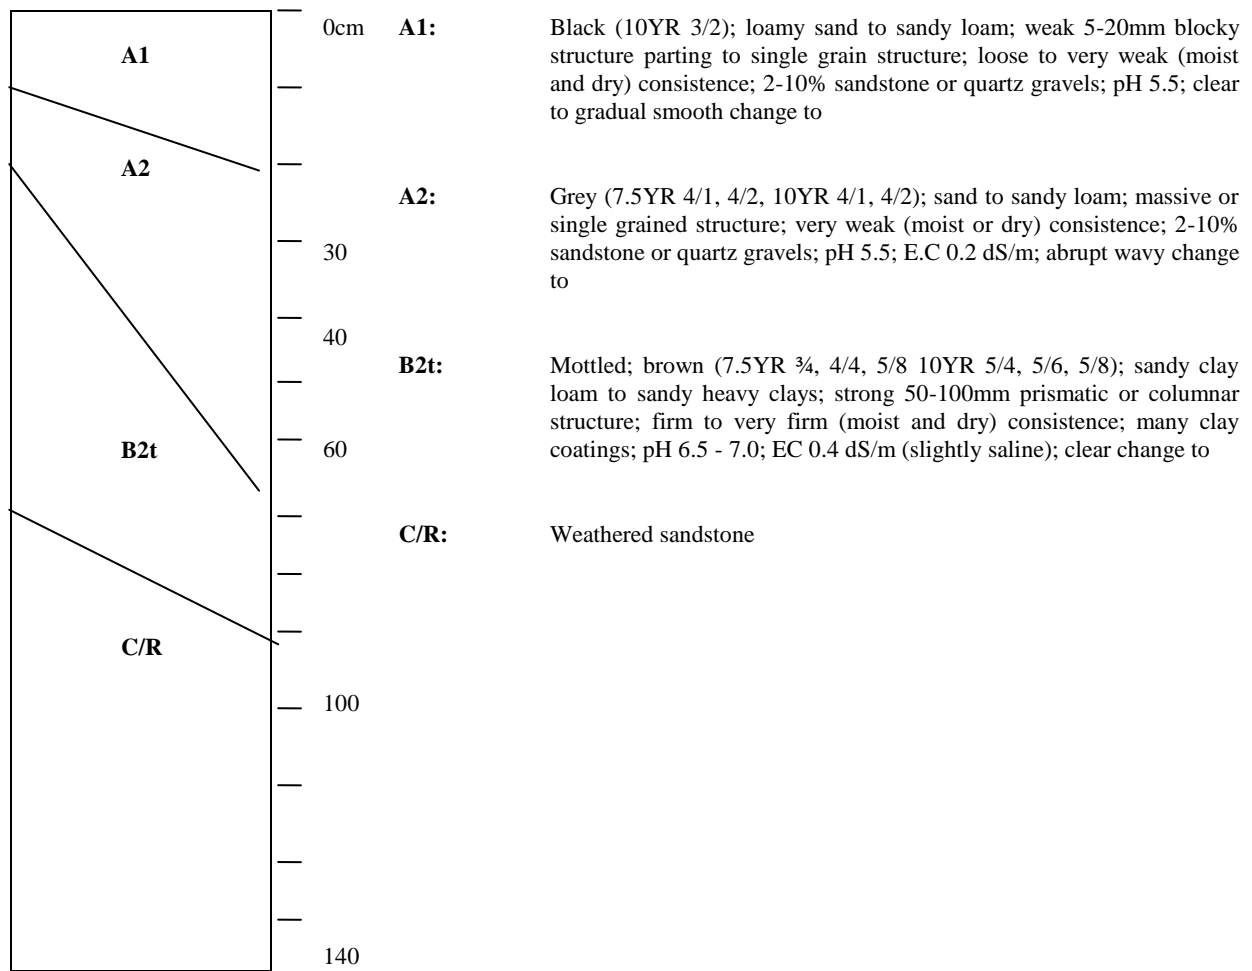 0cm
A1
A2
30
40
B2t
60
C/R
100
140
A1: Black (10YR 3/2); loamy sand to sandy loam; weak 5-20mm blocky
structure parting to single grain structure; loose to very weak (moist
and dry) consistence; 2-10% sandstone or quartz gravels; pH 5.5; clear
to gradual smooth change to
A2: Grey (7.5YR 4/1, 4/2, 10YR 4/1, 4/2); sand to sandy loam; massive or
single grained structure; very weak (moist or dry) consistence; 2-10%
sandstone or quartz gravels; pH 5.5; E.C 0.2 dS/m; abrupt wavy change
to
B2t: Mottled; brown (7.5YR ¾, 4/4, 5/8 10YR 5/4, 5/6, 5/8); sandy clay
loam to sandy heavy clays; strong 50-100mm prismatic or columnar
structure; firm to very firm (moist and dry) consistence; many clay
coatings; pH 6.5 - 7.0; EC 0.4 dS/m (slightly saline); clear change to
C/R: Weathered sandstone